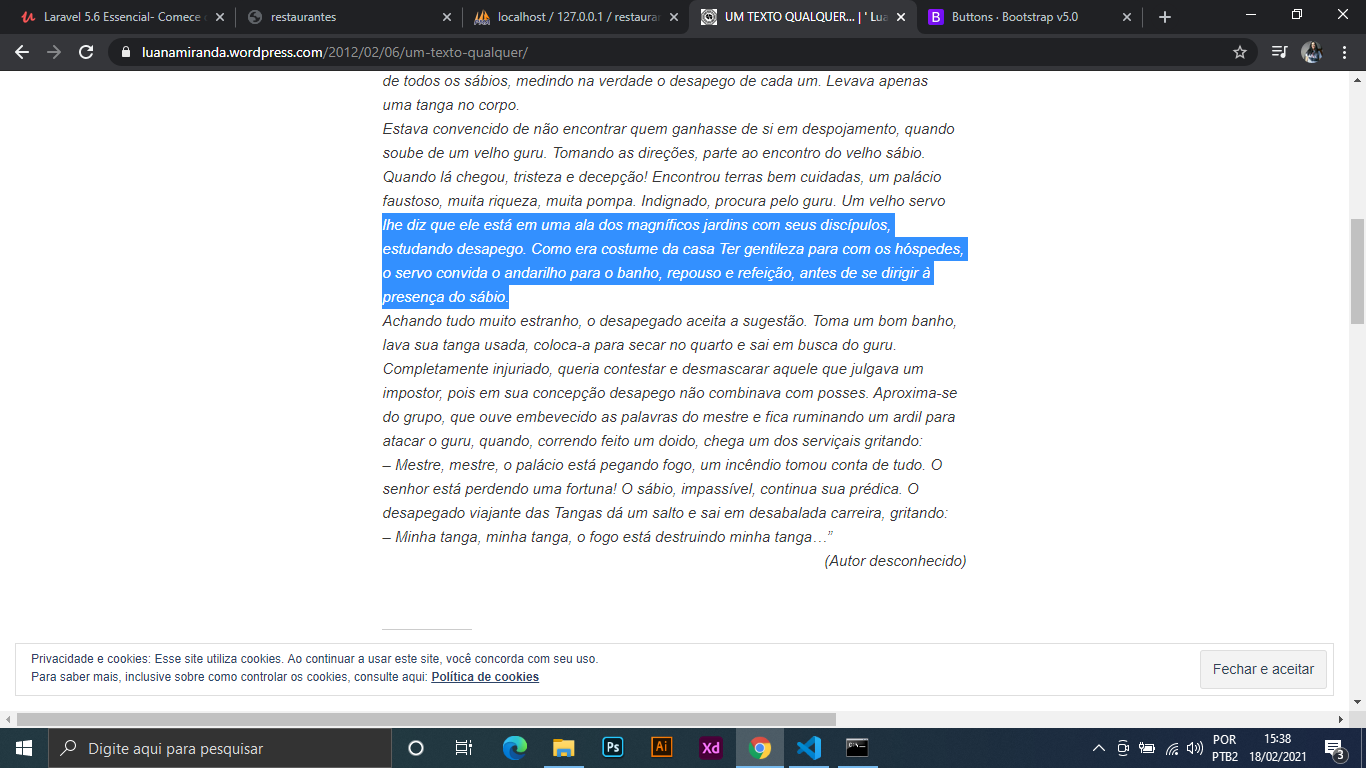 Laravel 5.6 Essencial- Comece
restaurantes
localhost / 127.0.0.1 / restaura
UM TEXTO QUALQUER... | ' Lua
Buttons · Bootstrap v5.0
luanamiranda.wordpress.com/2012/02/06/um-texto-qualquer/
de todos os sábios, medindo na verdade o desapego de cada um. Levava apenas
uma tanga no corpo.
Estava convencido de não encontrar quem ganhasse de si em despojamento, quando
soube de um velho guru. Tomando as direções, parte ao encontro do velho sábio.
Quando lá chegou, tristeza e decepção! Encontrou terras bem cuidadas, um palácio
faustoso, muita riqueza, muita pompa. Indignado, procura pelo guru. Um velho servo
lhe diz que ele está em uma ala dos magníficos jardins com seus discípulos,
estudando desapego. Como era costume da casa Ter gentileza para com os hóspedes,
o servo convida o andarilho para o banho, repouso e refeição, antes de se dirigir à
presença do sábio.
Achando tudo muito estranho, o desapegado aceita a sugestão. Toma um bom banho,
lava sua tanga usada, coloca-a para secar no quarto e sai em busca do guru.
Completamente injuriado, queria contestar e desmascarar aquele que julgava um
impostor, pois em sua concepção desapego não combinava com posses. Aproxima-se
do grupo, que ouve embevecido as palavras do mestre e fica ruminando um ardil para
atacar o guru, quando, correndo feito um doido, chega um dos serviçais gritando:
– Mestre, mestre, o palácio está pegando fogo, um incêndio tomou conta de tudo. O
senhor está perdendo uma fortuna! O sábio, impassível, continua sua prédica. O
desapegado viajante das Tangas dá um salto e sai em desabalada carreira, gritando:
– Minha tanga, minha tanga, o fogo está destruindo minha tanga…”
(Autor desconhecido)
Privacidade e cookies: Esse site utiliza cookies. Ao continuar a usar este site, você concorda com seu uso.
Para saber mais, inclusive sobre como controlar os cookies, consulte aqui: Política de cookies
Fechar e aceitar
Digite aqui para pesquisar
Ps
Ai
Xd
POR
PTB2
15:38
18/02/2021
3